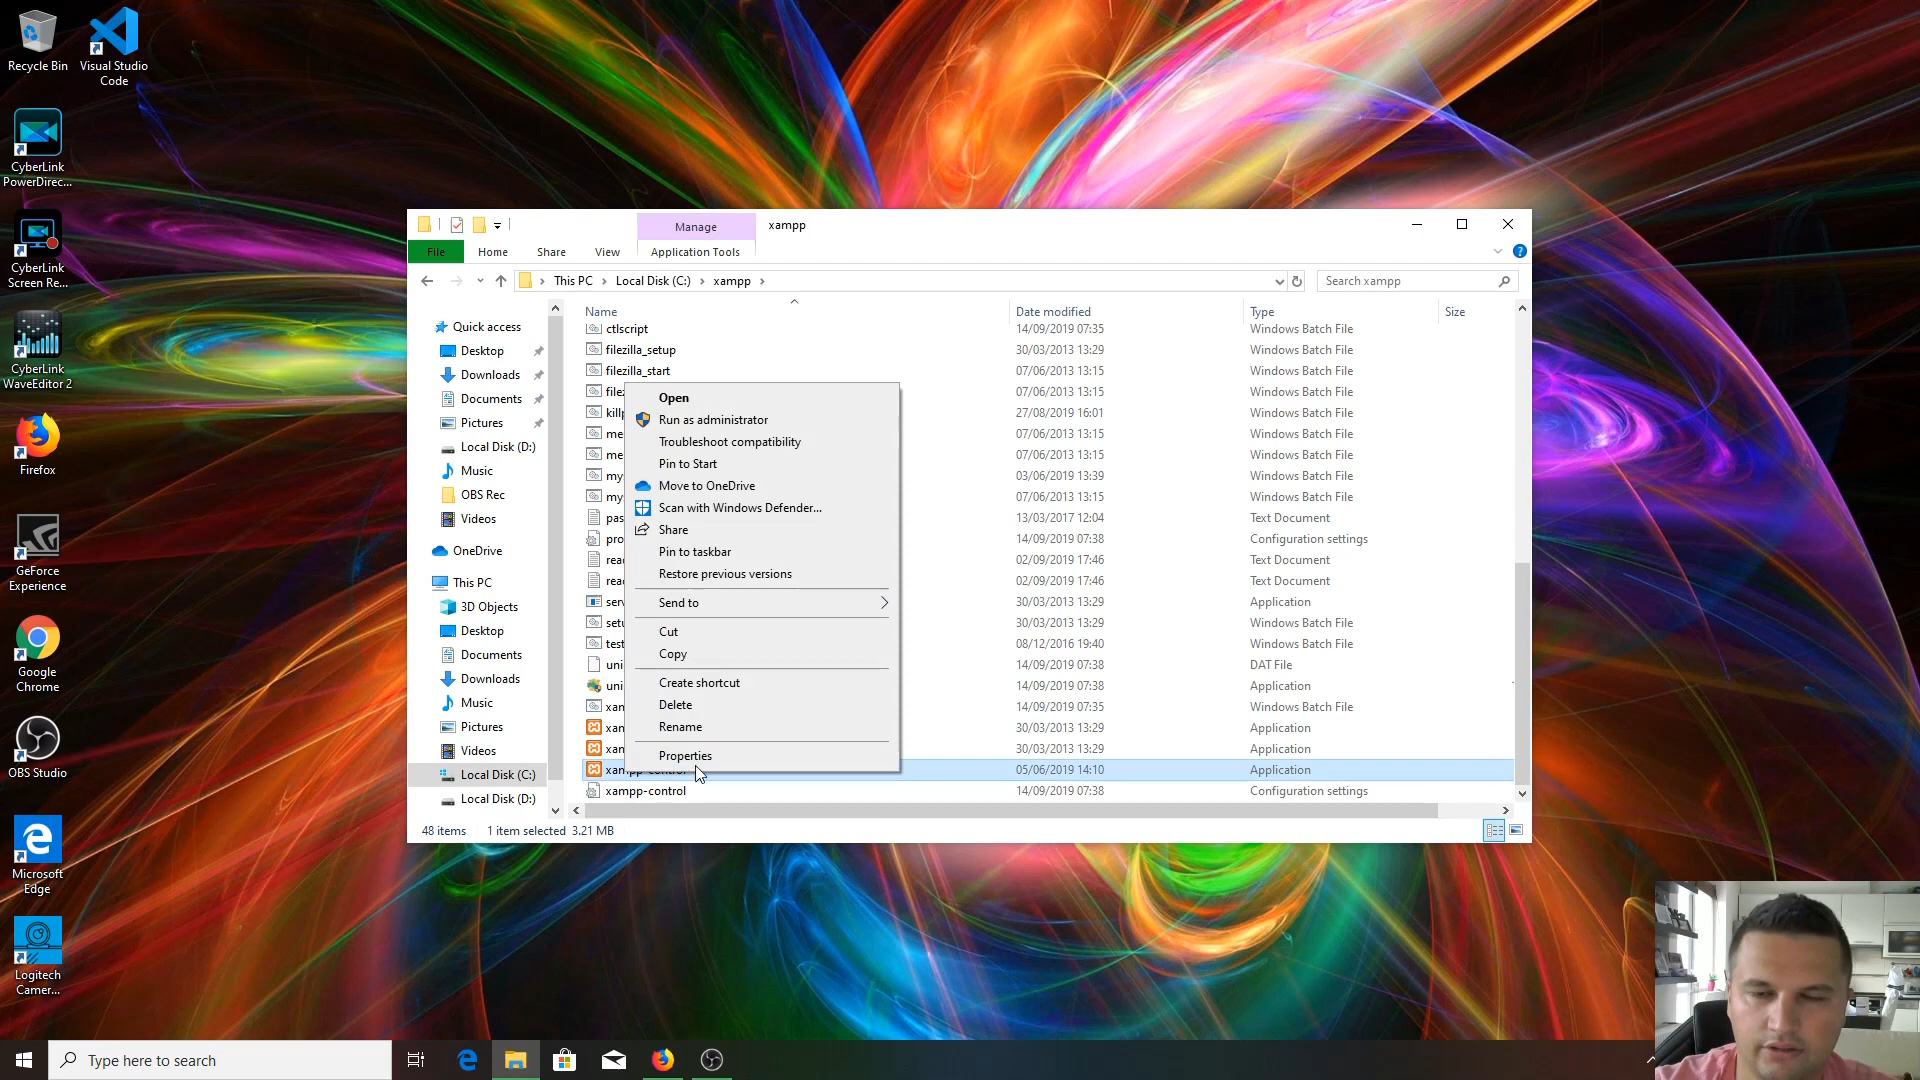 Recycle Bin
Visual Studio
Code
CyberLink
PowerDirec...
CyberLink
Screen Re...
CyberLink
WaveEditor 2
Firefox
GeForce
Experience
Google
Chrome
OBS Studio
Microsoft
Edge
Logitech
Camer...
Manage
xampp
File
Home
Share
View
Application Tools
This PC
Local Disk (C:)
xampp
Search xampp
Quick access
Desktop
Downloads
Documents
Pictures
Local Disk (D:)
Music
OBS Rec
Videos
OneDrive
This PC
3D Objects
Desktop
Documents
Downloads
Music
Pictures
Videos
Local Disk (C:)
Local Disk (D:)
Name Date modified Type Size
ctlscript 14/09/2019 07:35 Windows Batch File
filezilla_setup 30/03/2013 13:29 Windows Batch File
filezilla_start 07/06/2013 13:15 Windows Batch File
07/06/2013 13:15 Windows Batch File
27/08/2019 16:01 Windows Batch File
07/06/2013 13:15 Windows Batch File
07/06/2013 13:15 Windows Batch File
03/06/2019 13:39 Windows Batch File
07/06/2013 13:15 Windows Batch File
13/03/2017 12:04 Text Document
14/09/2019 07:38 Configuration settings
02/09/2019 17:46 Text Document
02/09/2019 17:46 Text Document
30/03/2013 13:29 Application
30/03/2013 13:29 Windows Batch File
08/12/2016 19:40 Windows Batch File
14/09/2019 07:38 DAT File
14/09/2019 07:38 Application
14/09/2019 07:35 Windows Batch File
30/03/2013 13:29 Application
30/03/2013 13:29 Application
xampp-control 05/06/2019 14:10 Application
xampp-control 14/09/2019 07:38 Configuration settings
Open
Run as administrator
Troubleshoot compatibility
Pin to Start
Move to OneDrive
Scan with Windows Defender...
Share
Pin to taskbar
Restore previous versions
Send to
Cut
Copy
Create shortcut
Delete
Rename
Properties
48 items 1 item selected 3.21 MB
Type here to search